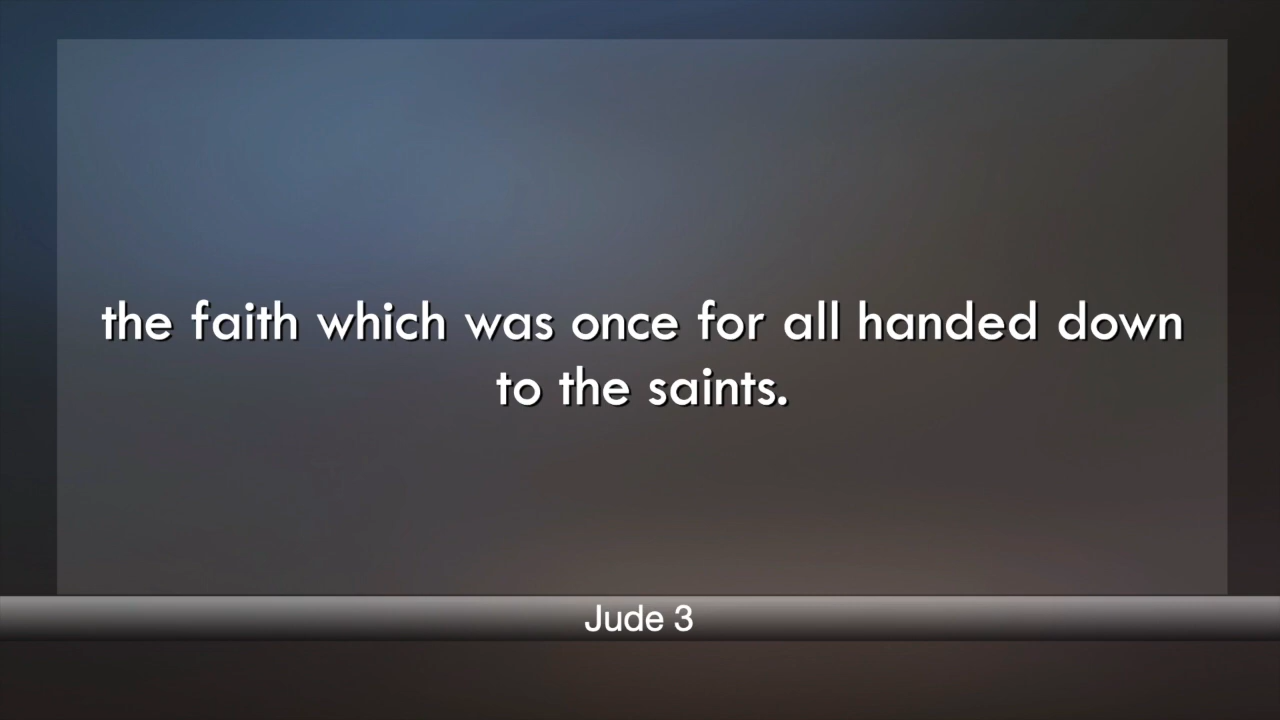 the faith which was once for all handed down
to the saints.
Jude 3